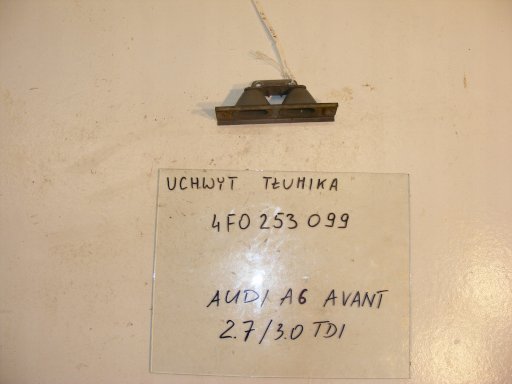 UCHWYT TŁUMIKA
4F0 253 099
AUDI A6 AVANT
2.7/3.0 TDI